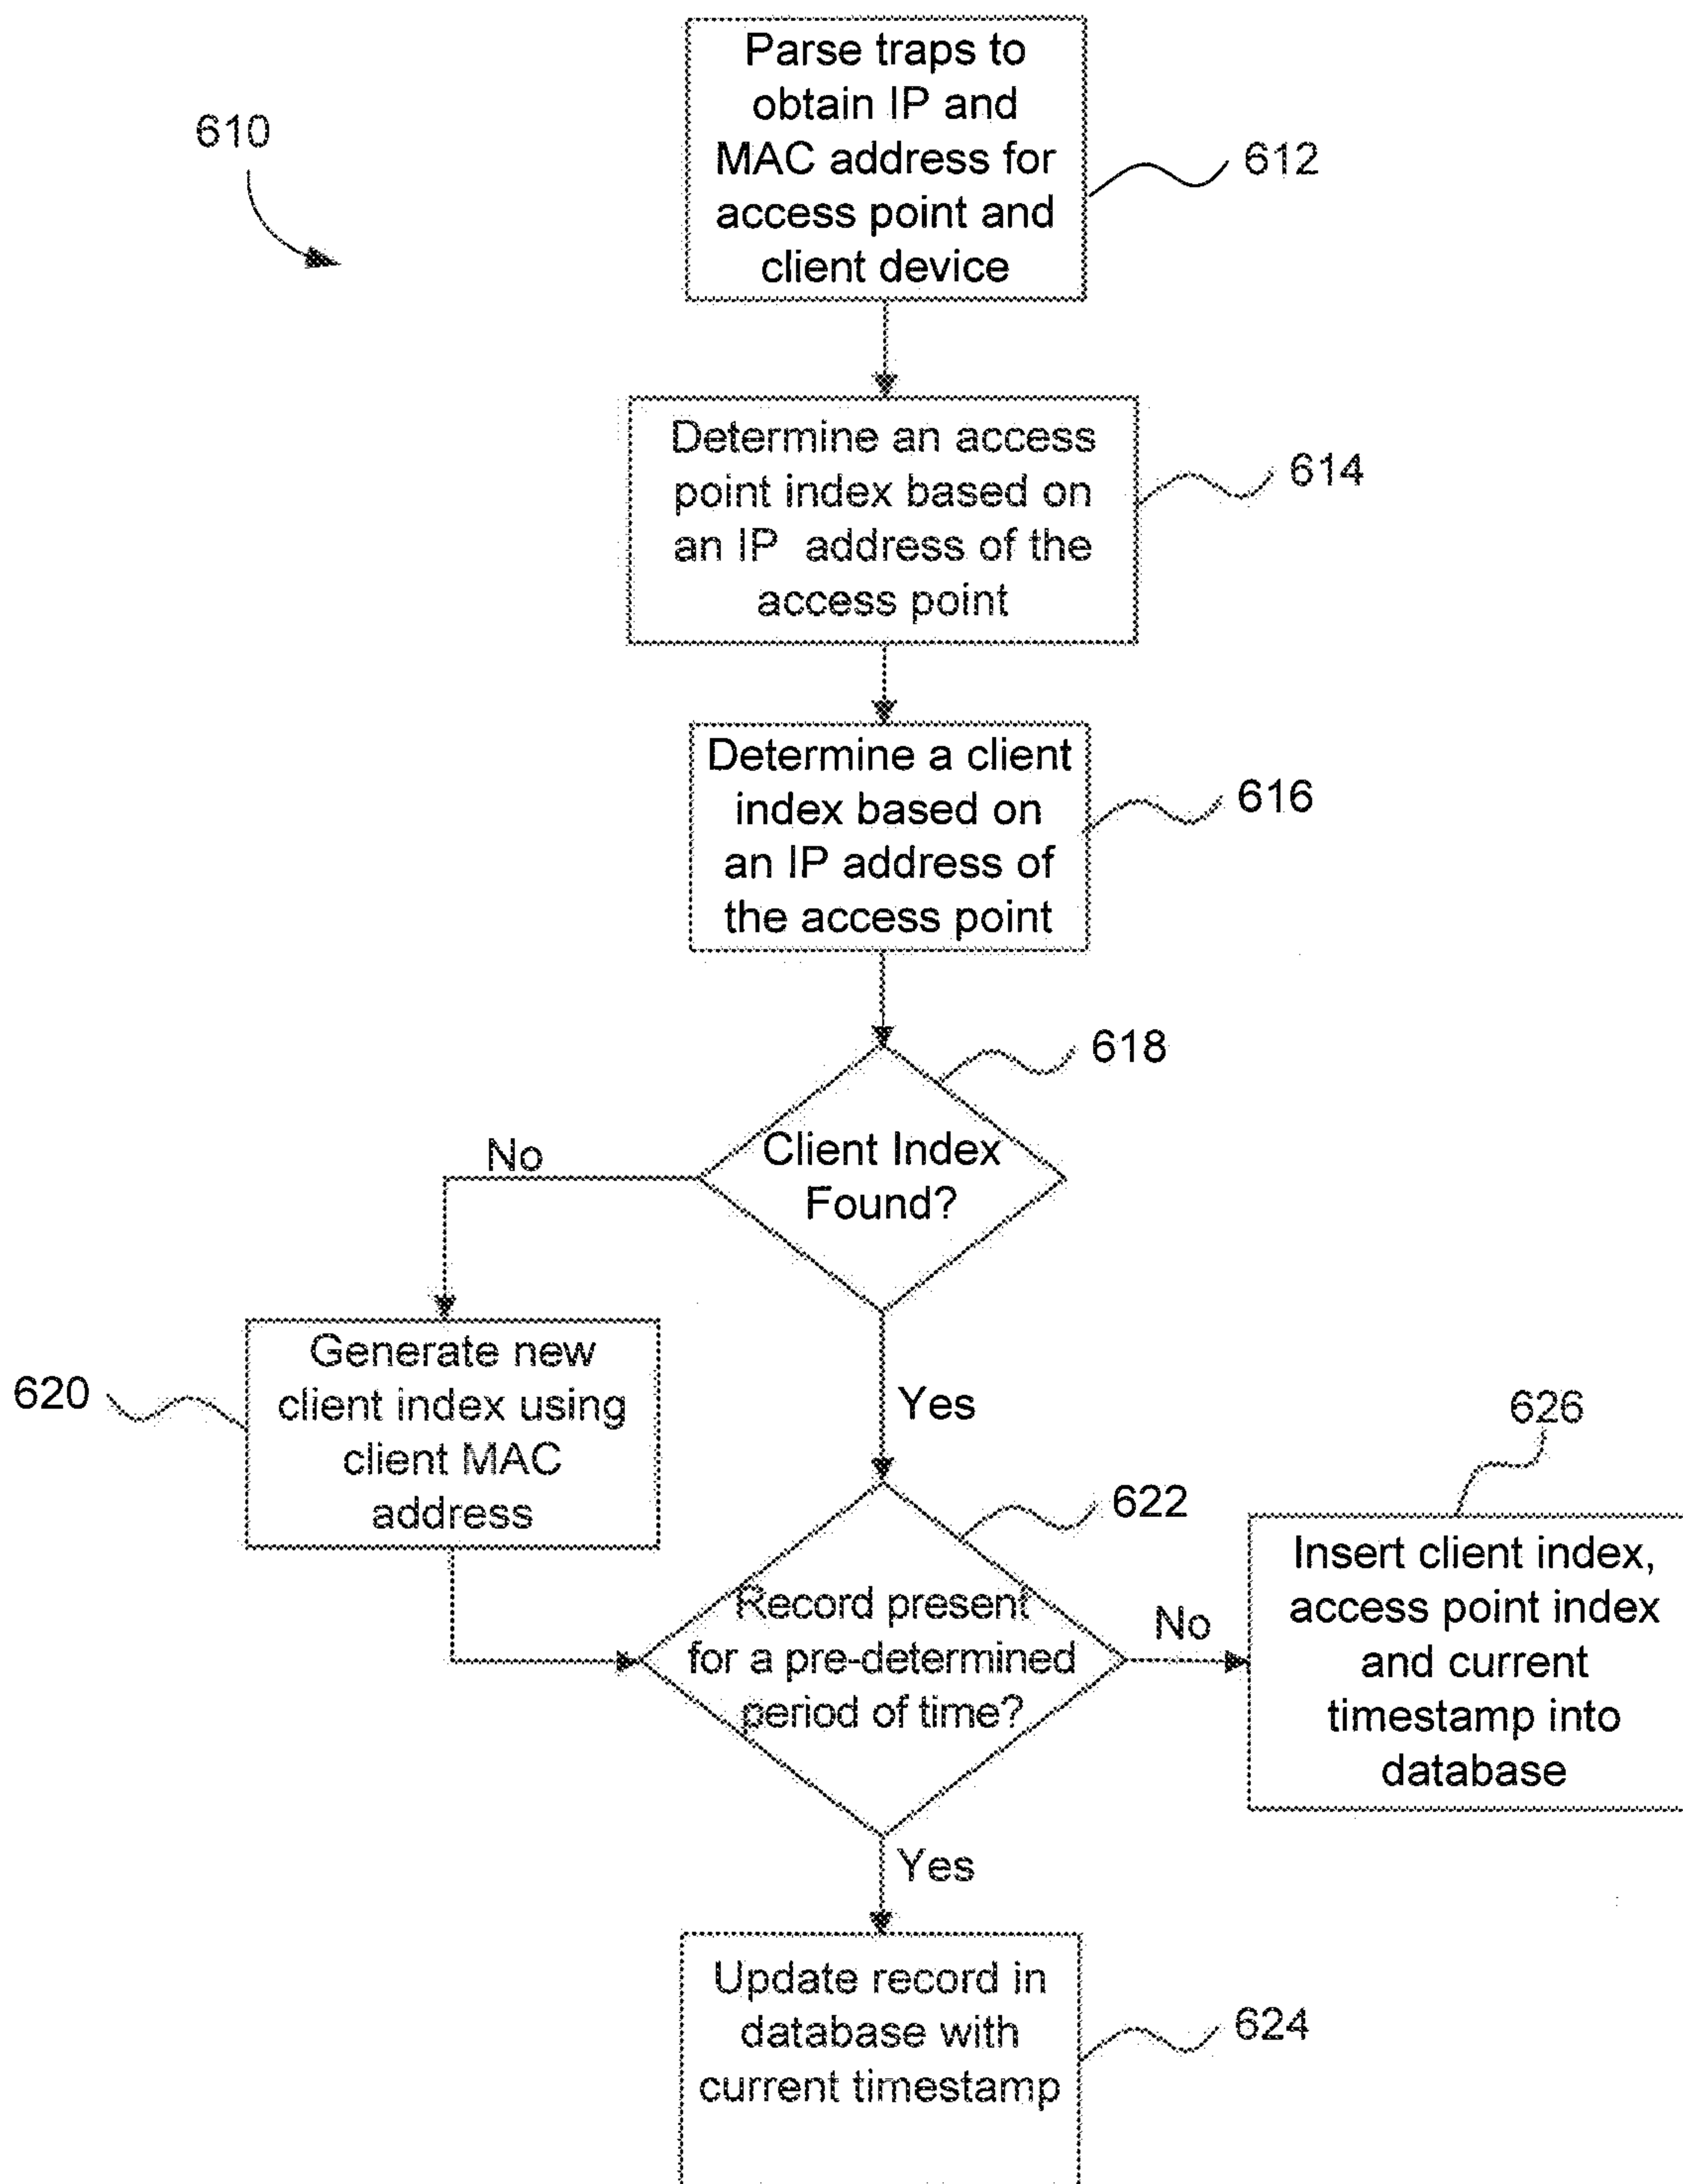 610
Parse traps to
obtain IP and
MAC address for
access point and
client device
612
Determine an access
point index based on
an IP address of the
access point
614
Determine a client
index based on
an IP address of
the access point
616
618
Client Index
Found?
No
Yes
620
Generate new
client index using
client MAC
address
622
Record present
for a pre-determined
period of time?
No
626
Insert client index,
access point index
and current
timestamp into
database
Yes
Update record in
database with
current timestamp
624